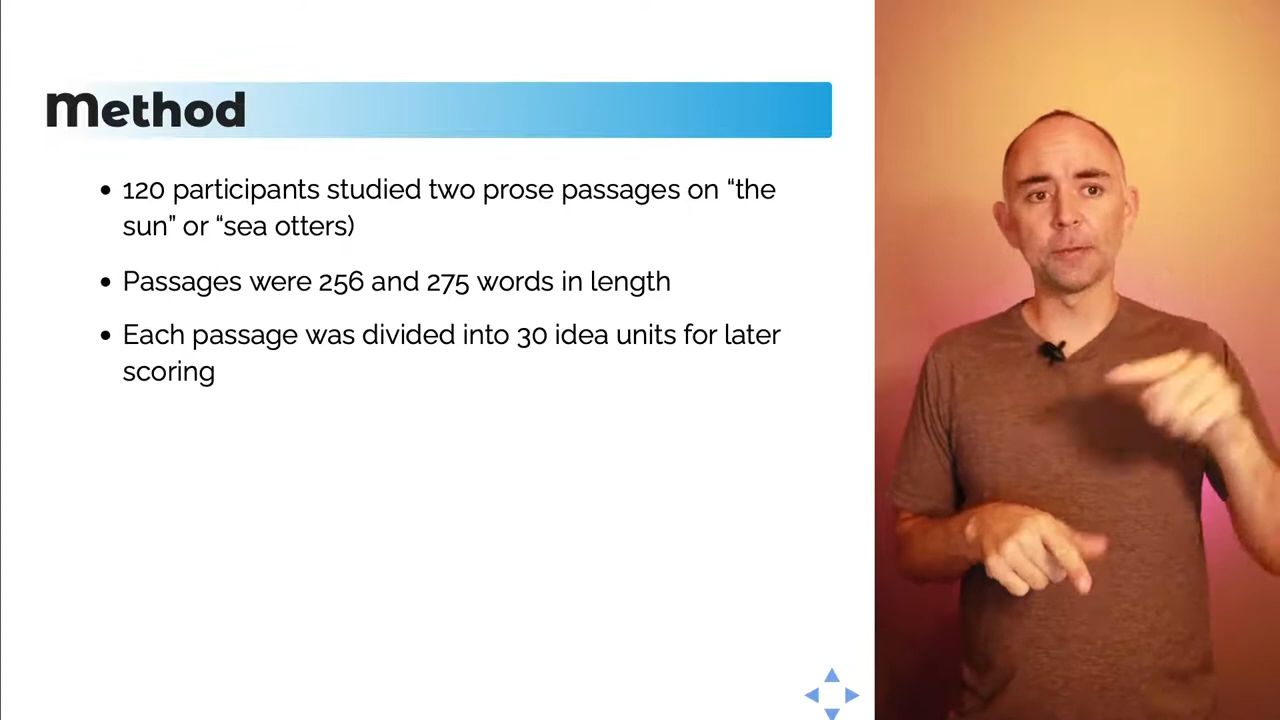 Method
• 120 participants studied two prose passages on “the
sun” or “sea otters)
• Passages were 256 and 275 words in length
• Each passage was divided into 30 idea units for later
scoring